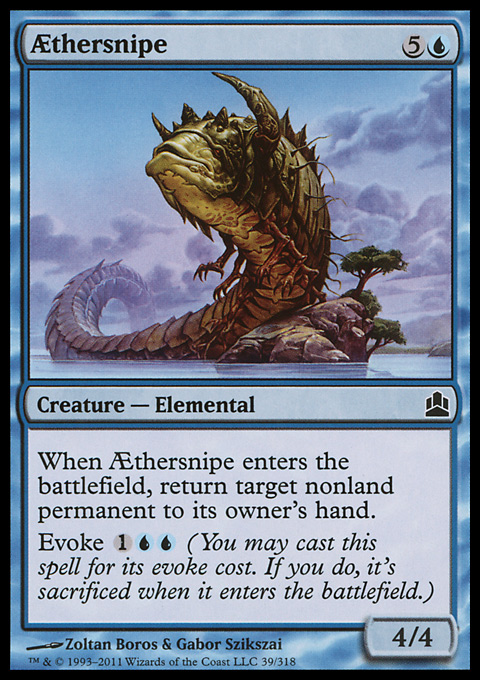 Æthersnipe 5
Creature — Elemental
When Æthersnipe enters the
battlefield, return target nonland
permanent to its owner's hand.
Evoke 1 (You may cast this
spell for its evoke cost. If you do, it's
sacrificed when it enters the battlefield.)
Zoltan Boros & Gabor Szikszai
4/4
™ & © 1993–2011 Wizards of the Coast LLC 39/318